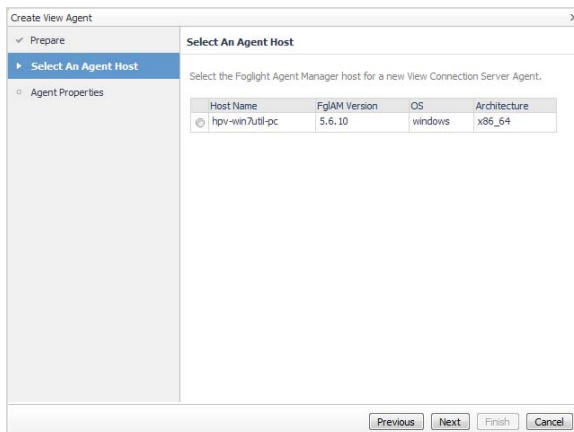 Create View Agent
Prepare
Select An Agent Host
Agent Properties
Select An Agent Host
Select the Foglight Agent Manager host for a new View Connection Server Agent.
Host Name FglAM Version OS Architecture
hpv-win7util-pc 5.6.10 windows x86_64
Previous Next Finish Cancel